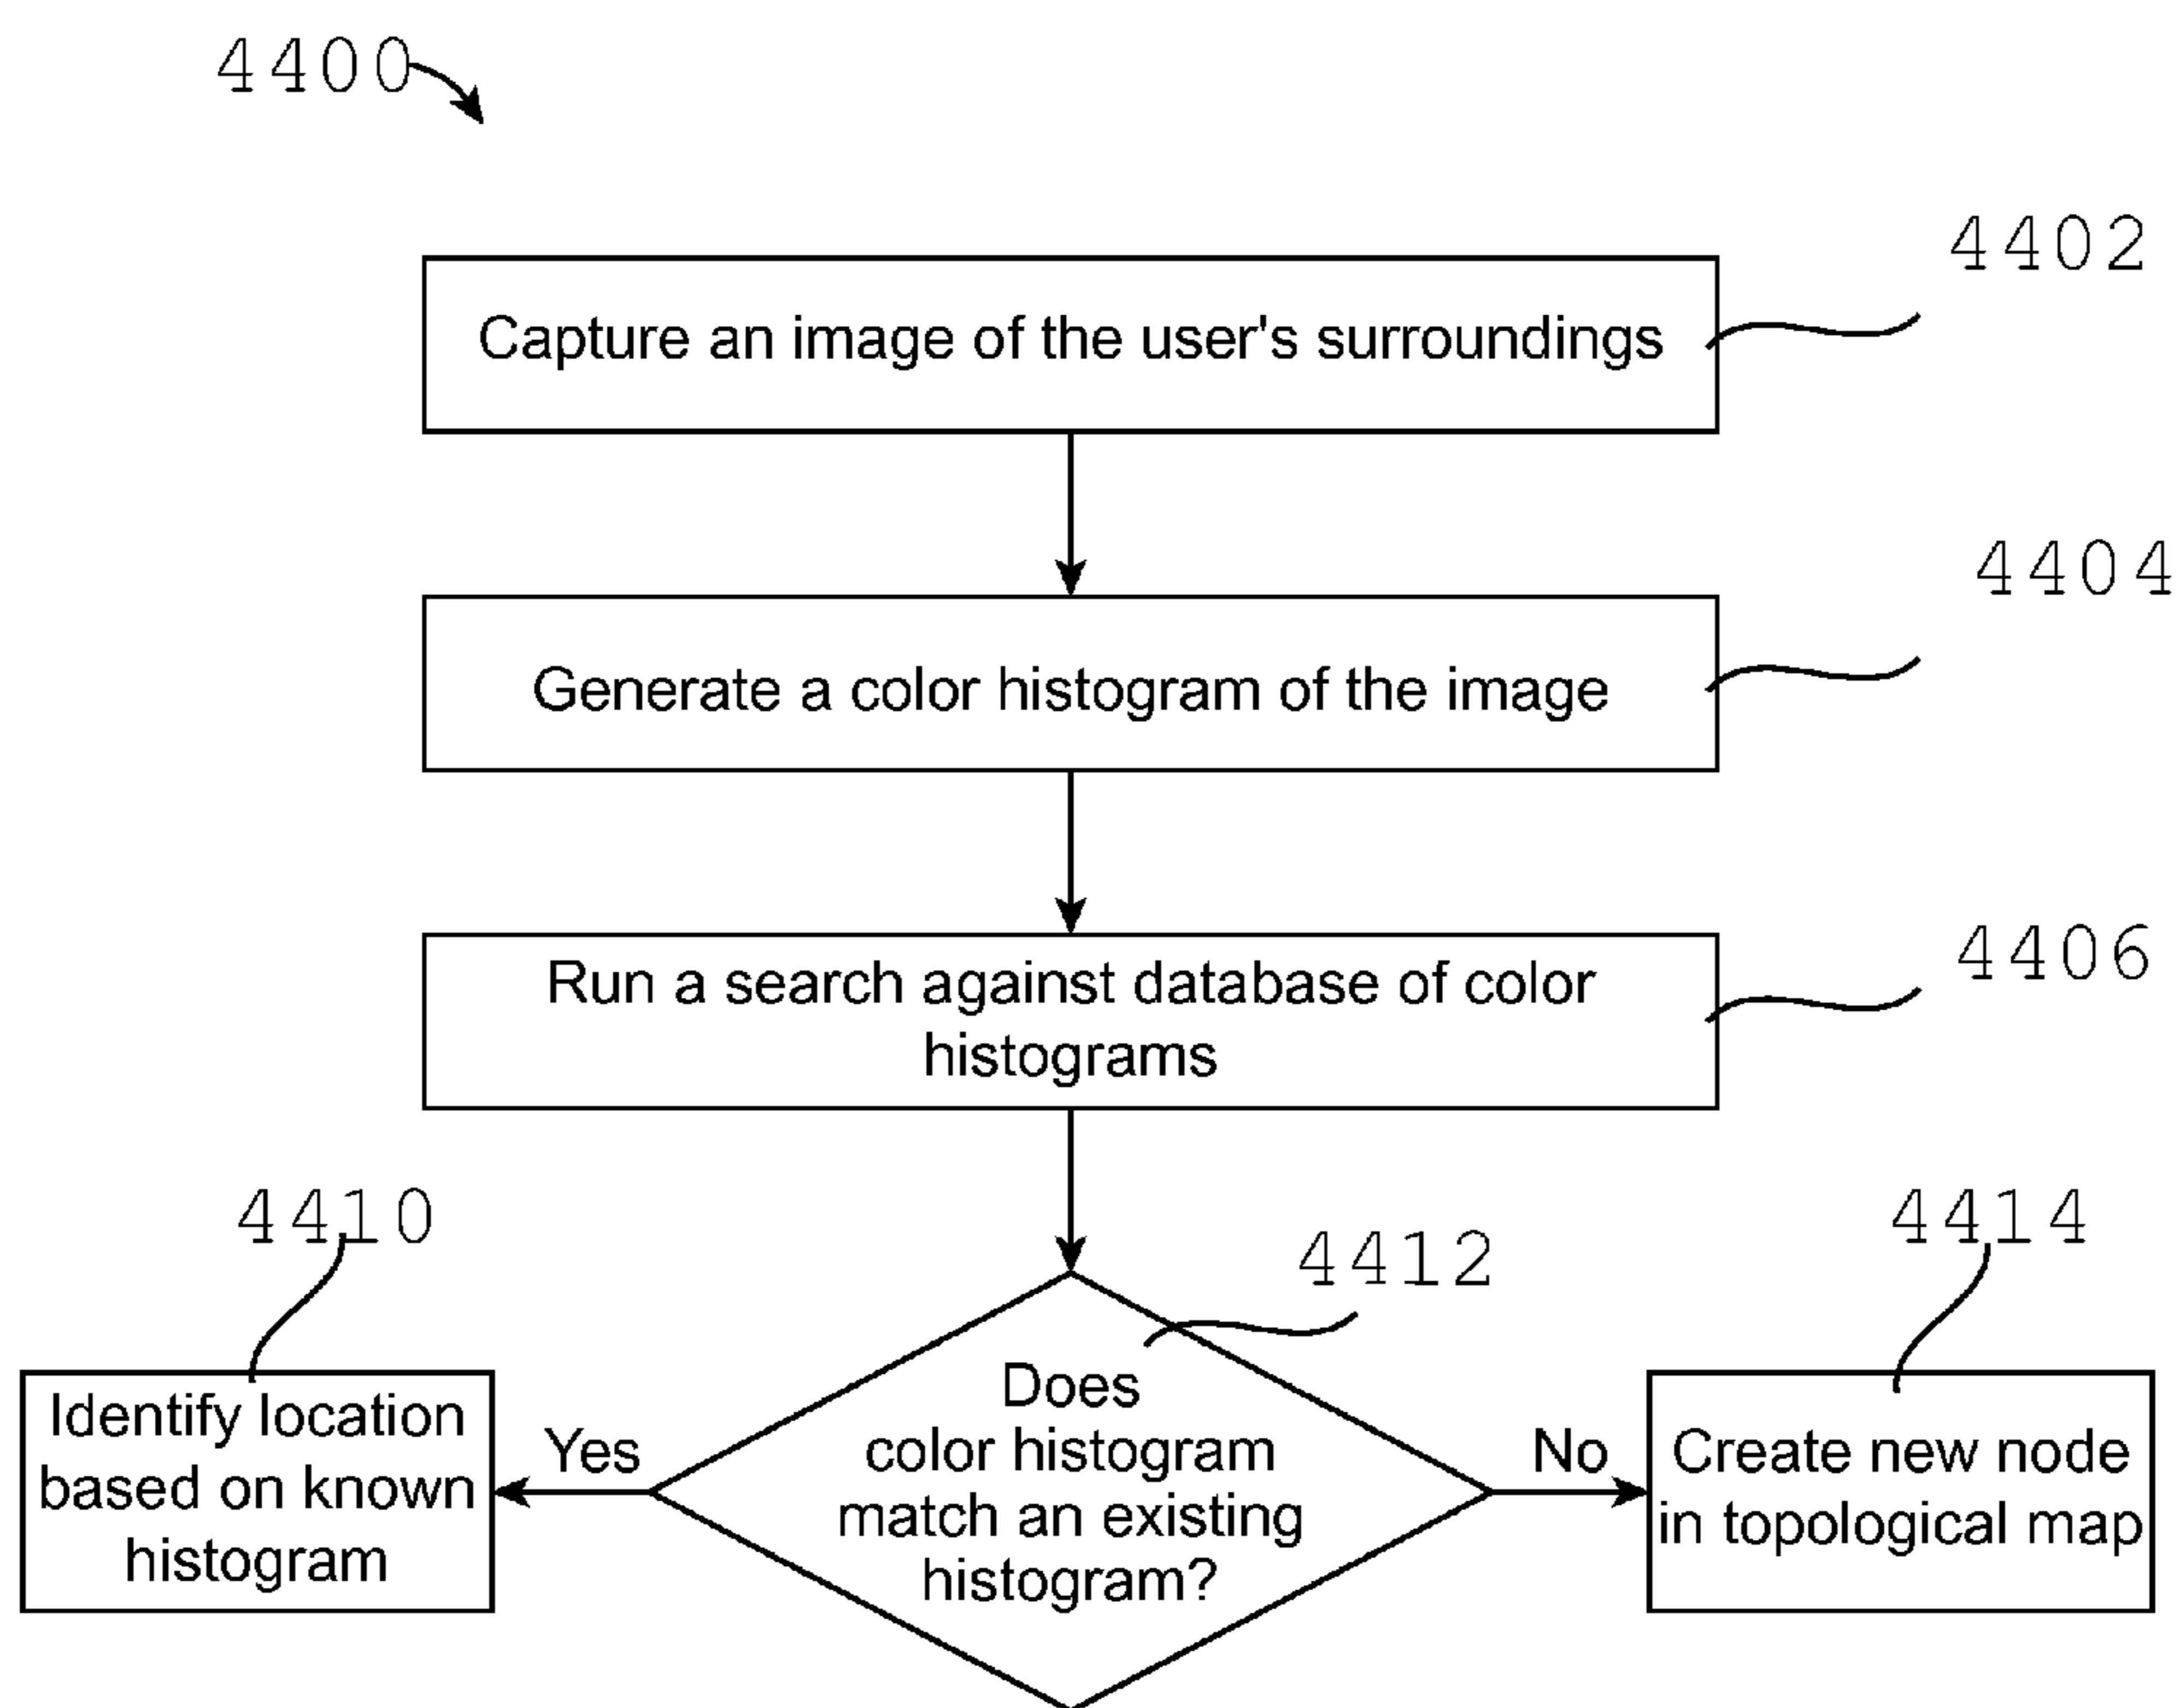 4400
4402
Capture an image of the user's surroundings
4404
Generate a color histogram of the image
4406
Run a search against database of color
histograms
4410
4412
4414
Identify location
based on known
histogram
Yes
Does
color histogram
match an existing
histogram?
No
Create new node
in topological map